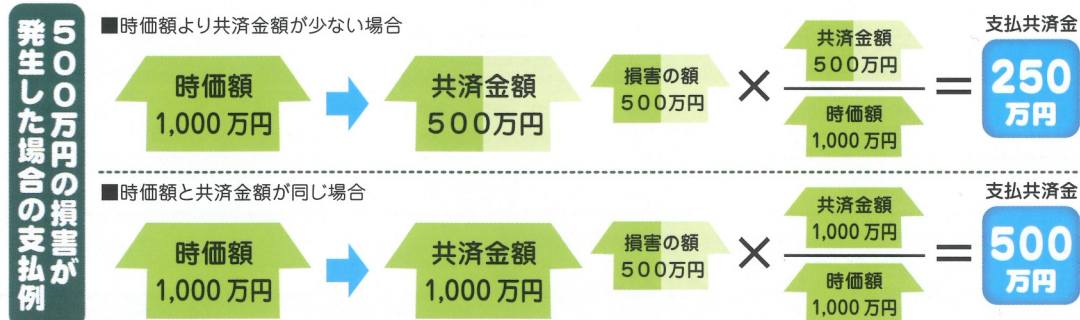 500万円の損害が
発生した場合の支払例
■時価額より共済金額が少ない場合
時価額
1,000万円
共済金額
500万円
損害の額
500万円
×
共済金額
500万円
時価額
1,000万円
=
支払共済金
250
万円
■時価額と共済金額が同じ場合
時価額
1,000万円
共済金額
1,000万円
損害の額
500万円
×
共済金額
1,000万円
時価額
1,000万円
=
支払共済金
500
万円